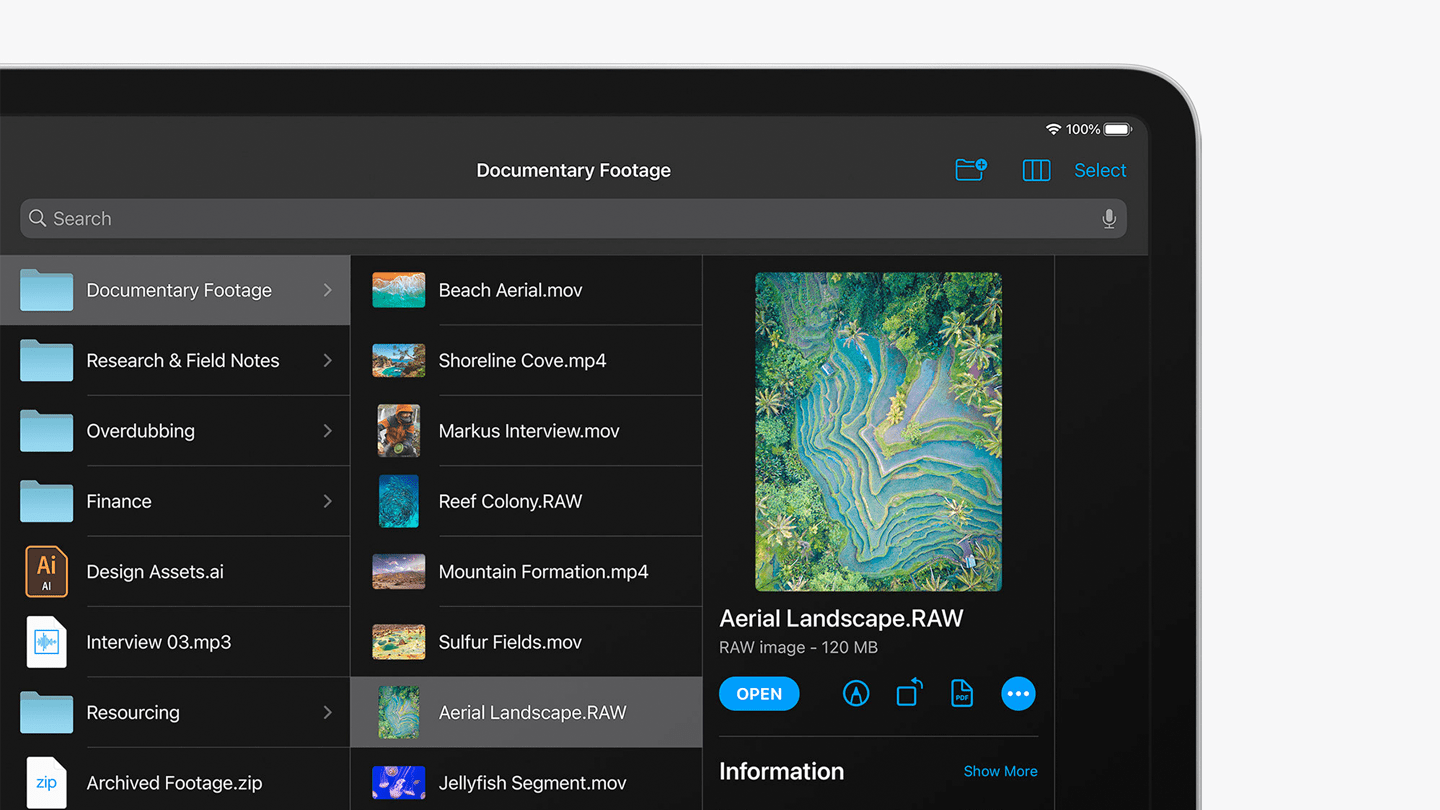 100%
Documentary Footage
Select
Search
Documentary Footage
Research & Field Notes
Overdubbing
Finance
Ai
AI
Design Assets.ai
Interview 03.mp3
Resourcing
zip
Archived Footage.zip
Beach Aerial.mov
Shoreline Cove.mp4
Markus Interview.mov
Reef Colony.RAW
Mountain Formation.mp4
Sulfur Fields.mov
Aerial Landscape.RAW
Jellyfish Segment.mov
Aerial Landscape.RAW
RAW image - 120 MB
OPEN
PDF
Information
Show More